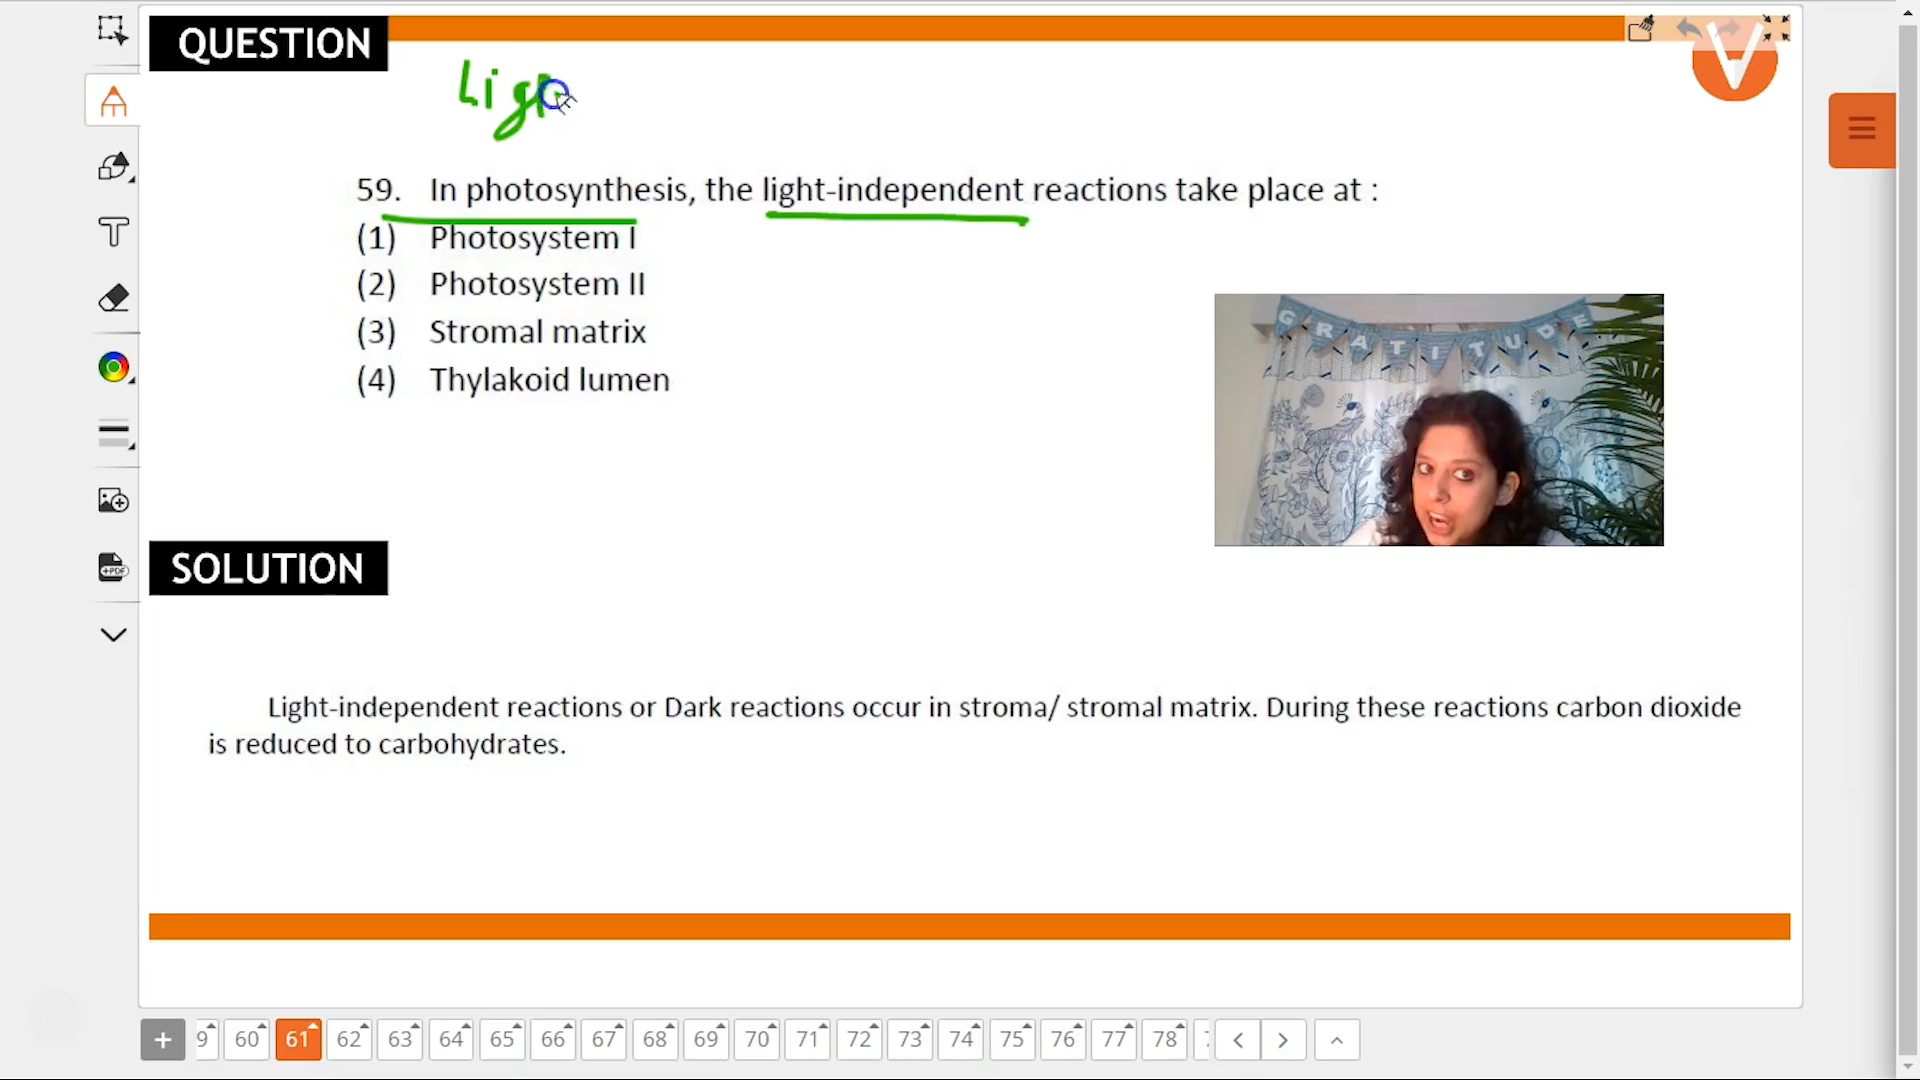 QUESTION
Ligh
59. In photosynthesis, the light-independent reactions take place at :
(1) Photosystem I
(2) Photosystem II
(3) Stromal matrix
(4) Thylakoid lumen
GRATITUDE
SOLUTION
Light-independent reactions or Dark reactions occur in stroma/ stromal matrix. During these reactions carbon dioxide
is reduced to carbohydrates.
+PDF
9 60 61 62 63 64 65 66 67 68 69 70 71 72 73 74 75 76 77 78